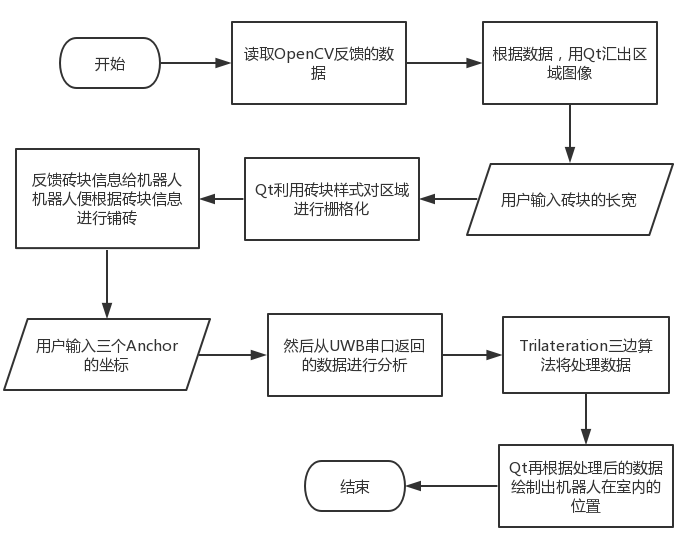 开始
读取OpenCV反馈的数
据
根据数据，用Qt汇出区
域图像
用户输入砖块的长宽
Qt利用砖块样式对区域
进行栅格化
反馈砖块信息给机器人
机器人便根据砖块信息
进行铺砖
用户输入三个Anchor
的坐标
然后从UWB串口返回
的数据进行分析
Trilateration三边算
法将处理数据
Qt再根据处理后的数据
绘制出机器人在室内的
位置
结束